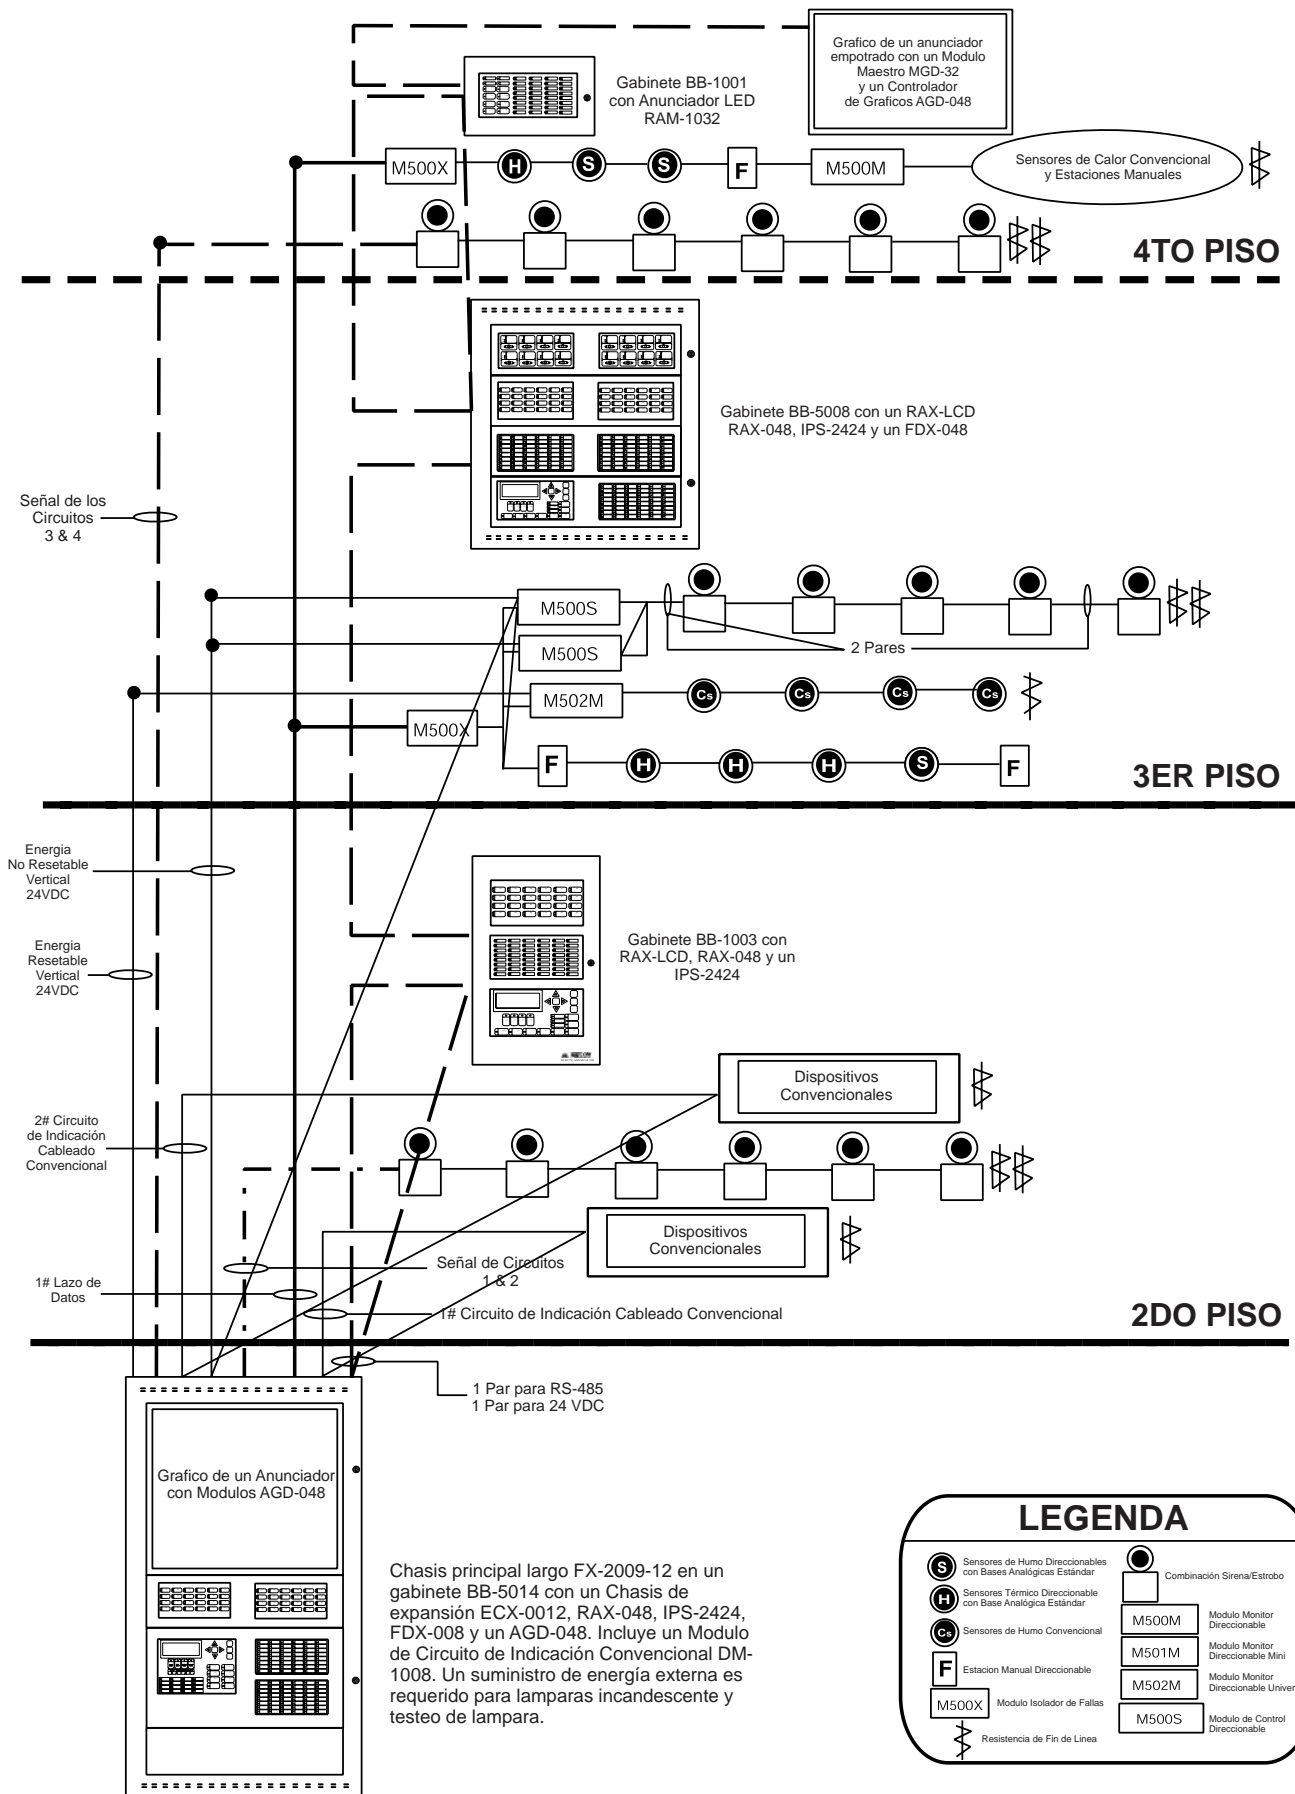 Grafico de un anunciador
empotrado con un Modulo
Maestro MGD-32
y un Controlador
de Graficos AGD-048
Gabinete BB-1001
con Anunciador LED
RAM-1032
M500X
H
S
S
F
M500M
Sensores de Calor Convencional
y Estaciones Manuales
4TO PISO
Gabinete BB-5008 con un RAX-LCD
RAX-048, IPS-2424 y un FDX-048
Señal de los
Circuitos
3 & 4
M500S
M500S
2 Pares
M502M
Cs
Cs
Cs
Cs
M500X
F
H
H
H
S
F
3ER PISO
Energia
No Resetable
Vertical
24VDC
Energia
Resetable
Vertical
24VDC
Gabinete BB-1003 con
RAX-LCD, RAX-048 y un
IPS-2424
Dispositivos
Convencionales
2# Circuito
de Indicación
Cableado
Convencional
Dispositivos
Convencionales
Señal de Circuitos
1 & 2
1# Lazo de
Datos
1# Circuito de Indicación Cableado Convencional
2DO PISO
1 Par para RS-485
1 Par para 24 VDC
Grafico de un Anunciador
con Modulos AGD-048
Chasis principal largo FX-2009-12 en un
gabinete BB-5014 con un Chasis de
expansión ECX-0012, RAX-048, IPS-2424,
FDX-008 y un AGD-048. Incluye un Modulo
de Circuito de Indicación Convencional DM-
1008. Un suministro de energía externa es
requerido para lamparas incandescente y
testeo de lampara.
LEGENDA
S
Sensores de Humo Direccionables
con Bases Analógicas Estándar
H
Sensores Térmico Direccionable
con Base Analógica Estándar
Cs
Sensores de Humo Convencional
F
Estacion Manual Direccionable
M500X
Modulo Isolador de Fallas
Resistencia de Fin de Linea
Combinación Sirena/Estrobo
M500M
Modulo Monitor
Direccionable
M501M
Modulo Monitor
Direccionable Mini
M502M
Modulo Monitor
Direccionable Univer
M500S
Modulo de Control
Direccionable